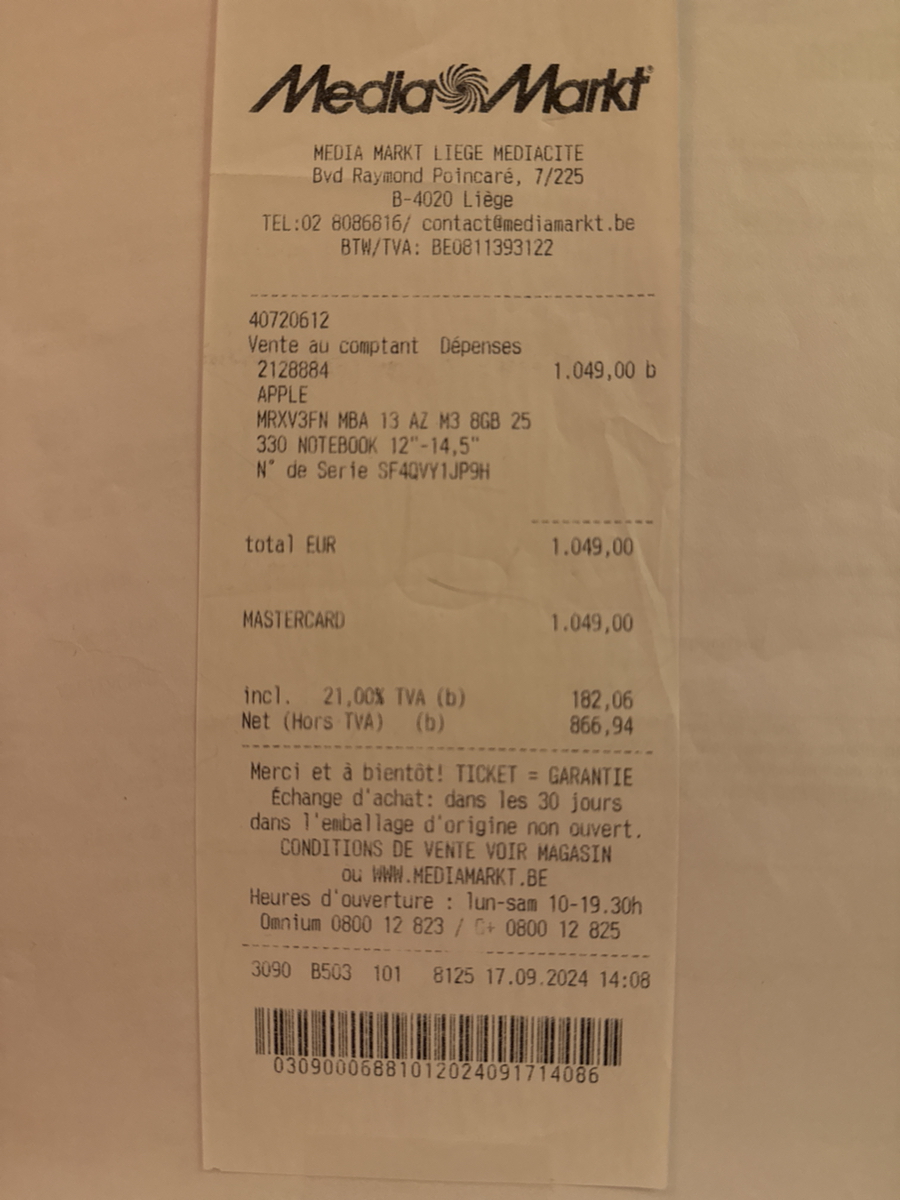 Media Markt
MEDIA MARKT LIEGE MEDIACITE
Bvd Raymond Poincaré, 7/225
B-4020 Liège
TEL:02 8086816/ contact@mediamarkt.be
BTW/TVA: BE0811393122
40720612
Vente au comptant Dépenses
2128884 1.049,00 b
APPLE
MRXV3FN MBA 13 AZ M3 8GB 25
330 NOTEBOOK 12"-14,5"
N° de Serie SF4QVY1JP9H
total EUR 1.049,00
MASTERCARD 1.049,00
incl. 21,00% TVA (b) 182,06
Net (Hors TVA) (b) 866,94
Merci et à bientôt! TICKET = GARANTIE
Échange d'achat: dans les 30 jours
dans l'emballage d'origine non ouvert.
CONDITIONS DE VENTE VOIR MAGASIN
ou WWW.MEDIAMARKT.BE
Heures d'ouverture : lun-sam 10-19.30h
Omnium 0800 12 823 / C+ 0800 12 825
3090 B503 101 8125 17.09.2024 14:08
03090006881012024091714086